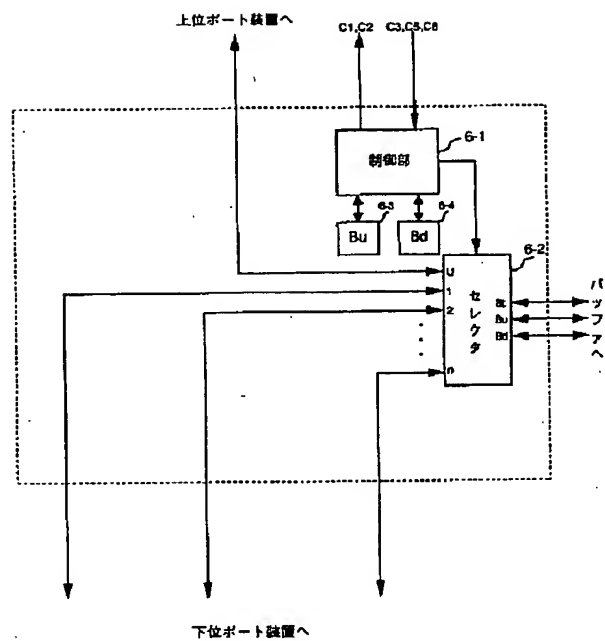 上位ポート装置へ
C1,C2
C3,C5,C6
6-1
制御部
6-3
6-4
Bu
Bd
6-2
U
1
2
n
セレクタ
Bu
Bd
バッファへ
下位ポート装置へ